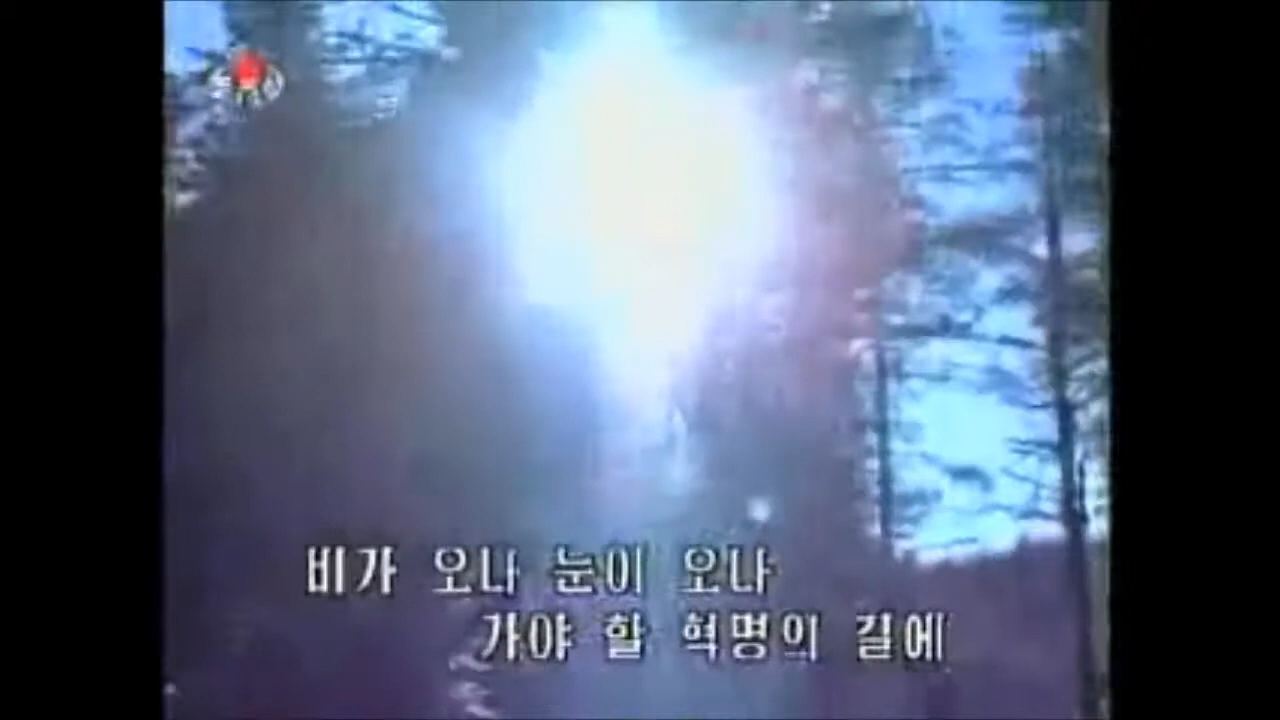 비가 오나 눈이 오나
가야 할 혁명의 길에